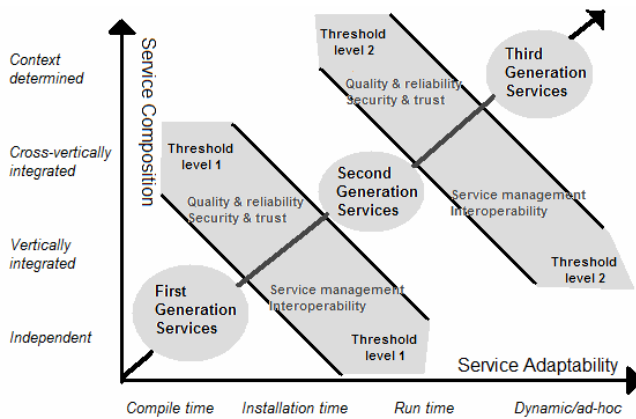 Context
determined
Cross-vertically
integrated
Vertically
integrated
Independent
Service Composition
Threshold
level 2
Quality & reliability
Security & trust
Third
Generation
Services
Threshold
level 1
Quality & reliability
Security & trust
Second
Generation
Services
Service management
Interoperability
Threshold
level 2
First
Generation
Services
Service management
Interoperability
Threshold
level 1
Service Adaptability
Compile time
Installation time
Run time
Dynamic/ad-hoc